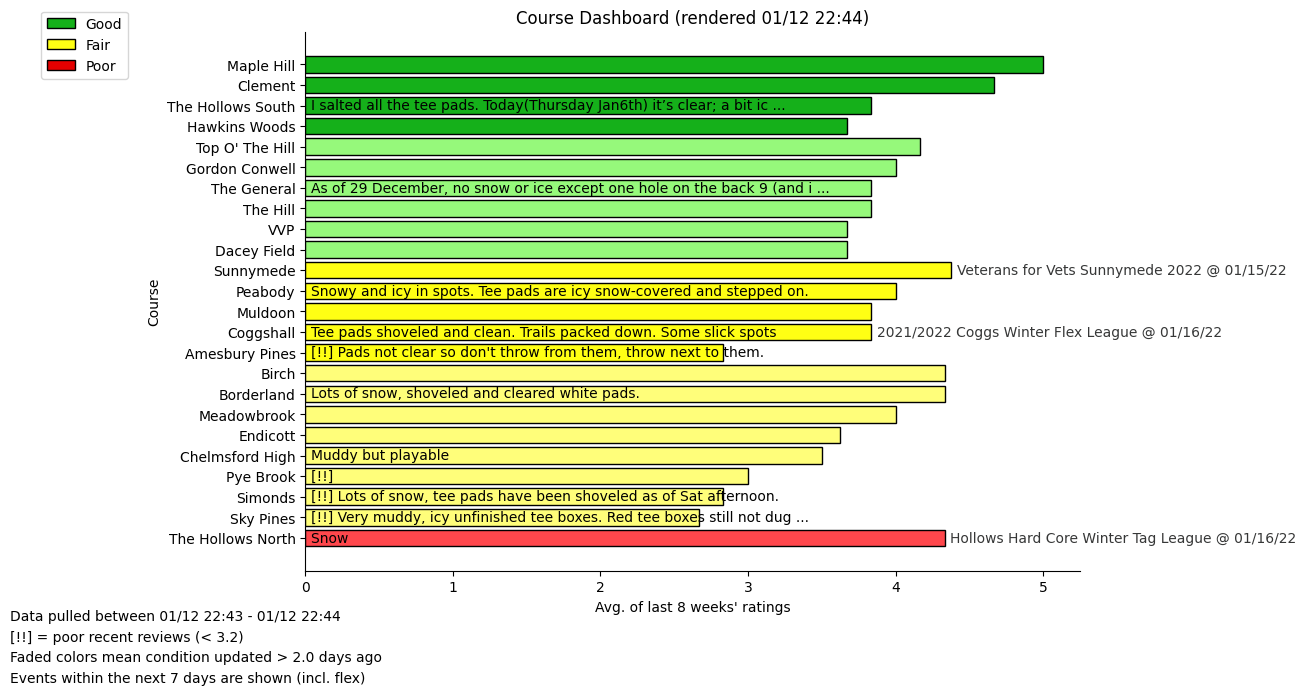 Good
Fair
Poor
Course Dashboard (rendered 01/12 22:44)
Course
Maple Hill
Clement
The Hollows South I salted all the tee pads. Today(Thursday Jan6th) it’s clear; a bit ic ...
Hawkins Woods
Top O' The Hill
Gordon Conwell
The General As of 29 December, no snow or ice except one hole on the back 9 (and i ...
The Hill
VVP
Dacey Field
Sunnymede Veterans for Vets Sunnymede 2022 @ 01/15/22
Peabody Snowy and icy in spots. Tee pads are icy snow-covered and stepped on.
Muldoon
Coggshall Tee pads shoveled and clean. Trails packed down. Some slick spots 2021/2022 Coggs Winter Flex League @ 01/16/22
Amesbury Pines [!!] Pads not clear so don't throw from them, throw next to them.
Birch
Borderland Lots of snow, shoveled and cleared white pads.
Meadowbrook
Endicott
Chelmsford High Muddy but playable
Pye Brook [!!]
Simonds [!!] Lots of snow, tee pads have been shoveled as of Sat afternoon.
Sky Pines [!!] Very muddy, icy unfinished tee boxes. Red tee boxes still not dug ...
The Hollows North Snow Hollows Hard Core Winter Tag League @ 01/16/22
0 1 2 3 4 5
Avg. of last 8 weeks' ratings
Data pulled between 01/12 22:43 - 01/12 22:44
[!!] = poor recent reviews (< 3.2)
Faded colors mean condition updated > 2.0 days ago
Events within the next 7 days are shown (incl. flex)